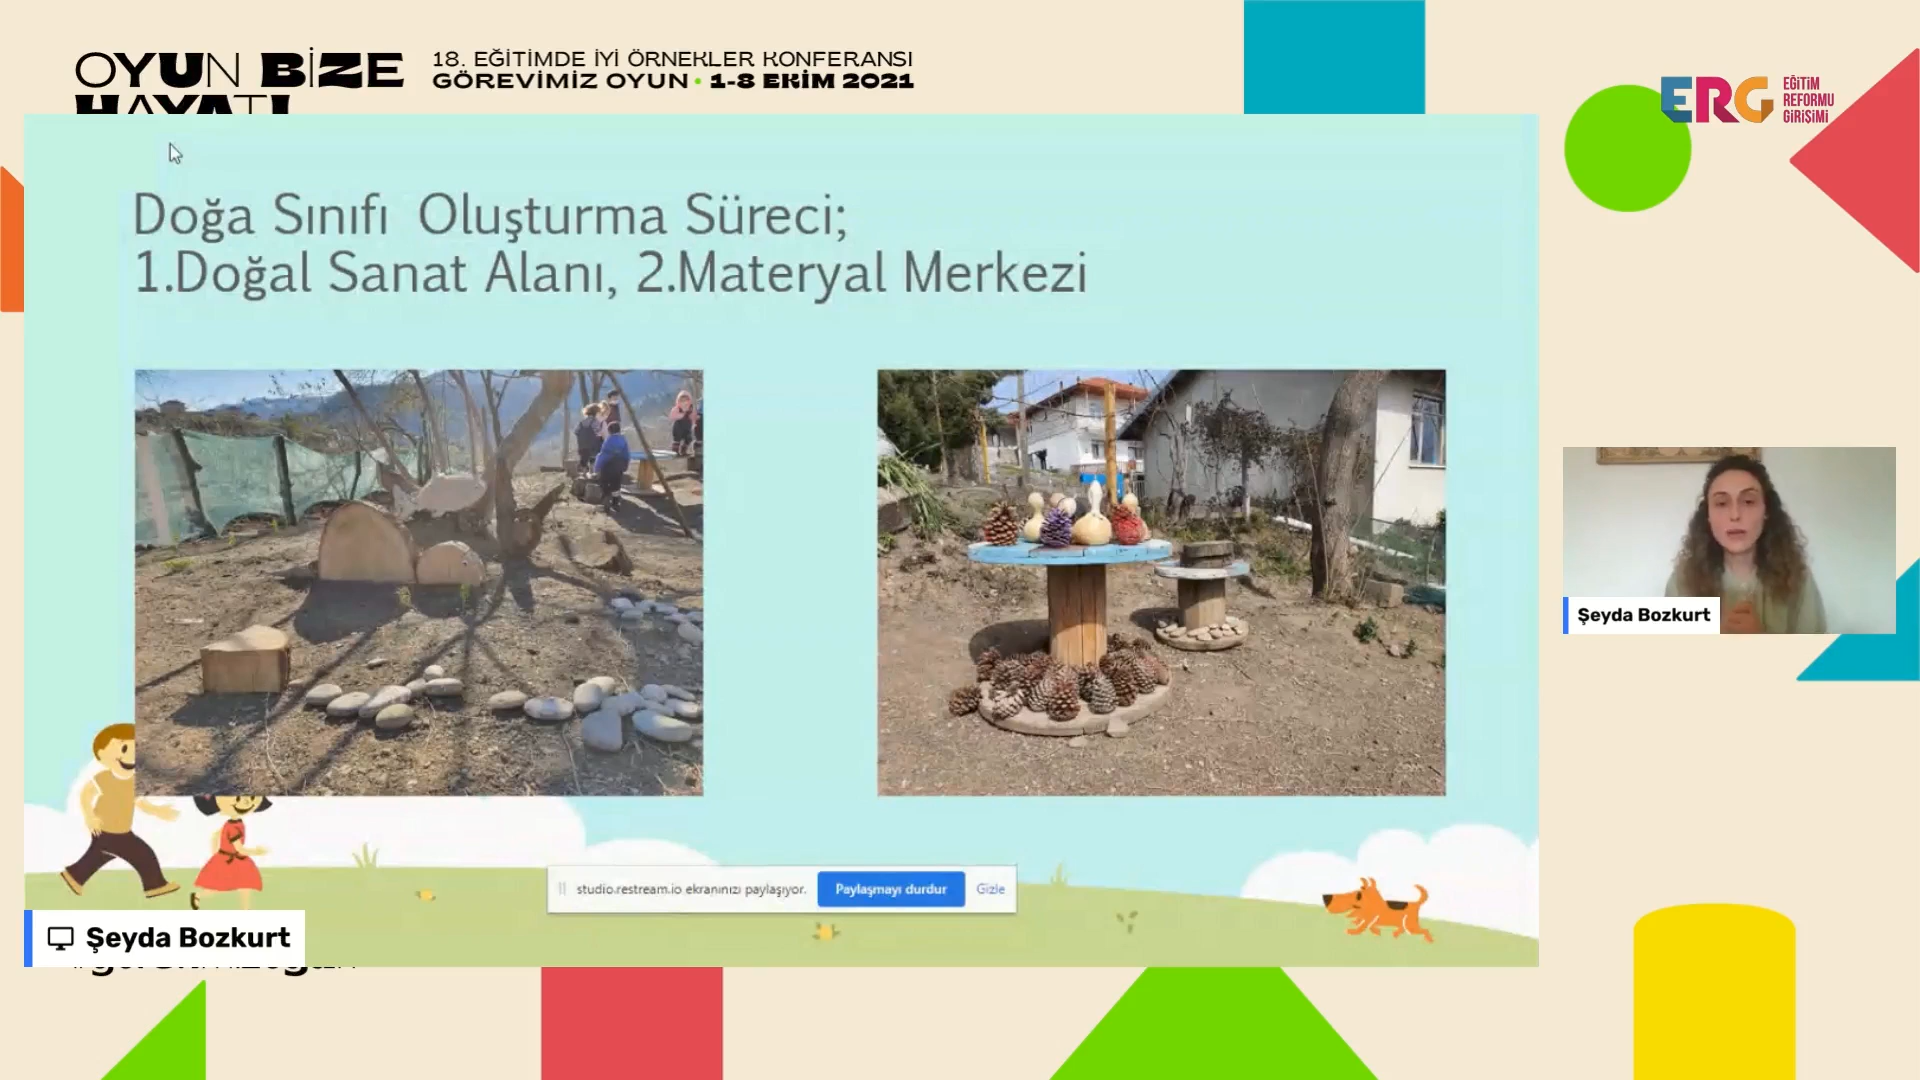 OYUN BİZE
HAYATI
18. EĞİTİMDE İYİ ÖRNEKLER KONFERANSI
GÖREVİMİZ OYUN • 1-8 EKİM 2021
ERG
EĞİTİM
REFORMU
GİRİŞİMİ
Doğa Sınıfı Oluşturma Süreci;
1.Doğal Sanat Alanı, 2.Materyal Merkezi
Şeyda Bozkurt
studio.restream.io ekranınızı paylaşıyor.
Paylaşmayı durdur
Gizle
Şeyda Bozkurt